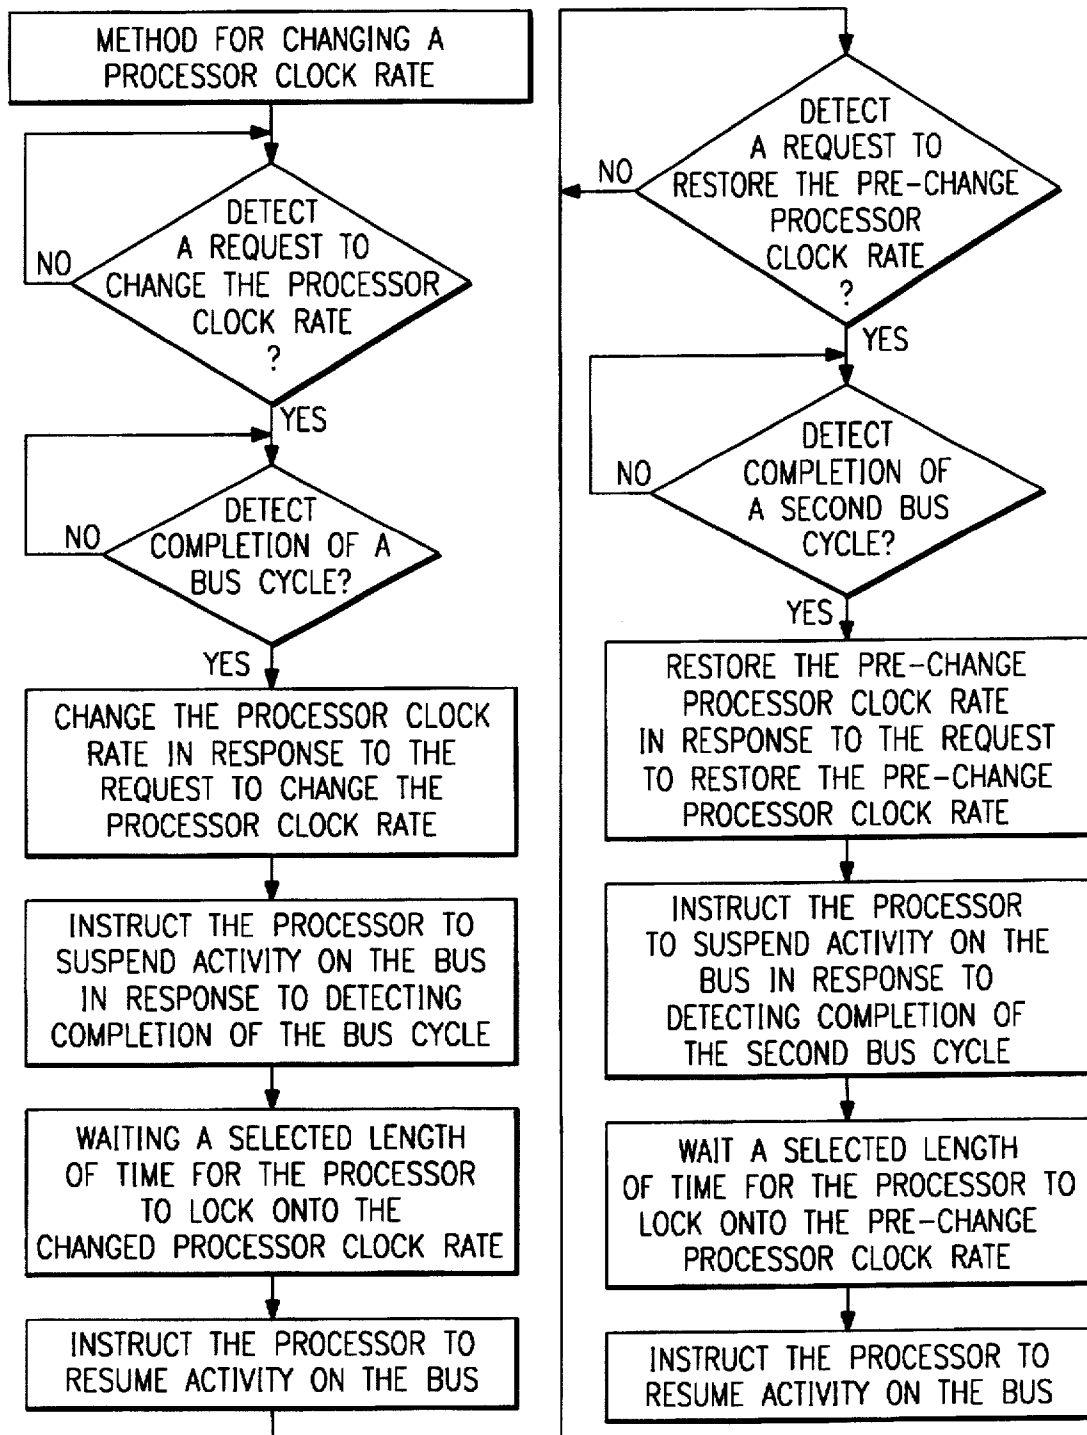 METHOD FOR CHANGING A
PROCESSOR CLOCK RATE
DETECT
A REQUEST TO
CHANGE THE PROCESSOR
CLOCK RATE
?
NO
YES
DETECT
COMPLETION OF A
BUS CYCLE?
NO
YES
CHANGE THE PROCESSOR CLOCK
RATE IN RESPONSE TO THE
REQUEST TO CHANGE THE
PROCESSOR CLOCK RATE
INSTRUCT THE PROCESSOR TO
SUSPEND ACTIVITY ON THE BUS
IN RESPONSE TO DETECTING
COMPLETION OF THE BUS CYCLE
WAITING A SELECTED LENGTH
OF TIME FOR THE PROCESSOR
TO LOCK ONTO THE
CHANGED PROCESSOR CLOCK RATE
INSTRUCT THE PROCESSOR TO
RESUME ACTIVITY ON THE BUS
DETECT
A REQUEST TO
RESTORE THE PRE-CHANGE
PROCESSOR
CLOCK RATE
?
NO
YES
DETECT
COMPLETION OF
A SECOND BUS
CYCLE?
NO
YES
RESTORE THE PRE-CHANGE
PROCESSOR CLOCK RATE
IN RESPONSE TO THE REQUEST
TO RESTORE THE PRE-CHANGE
PROCESSOR CLOCK RATE
INSTRUCT THE PROCESSOR
TO SUSPEND ACTIVITY ON THE
BUS IN RESPONSE TO
DETECTING COMPLETION OF
THE SECOND BUS CYCLE
WAIT A SELECTED LENGTH
OF TIME FOR THE PROCESSOR TO
LOCK ONTO THE PRE-CHANGE
PROCESSOR CLOCK RATE
INSTRUCT THE PROCESSOR TO
RESUME ACTIVITY ON THE BUS